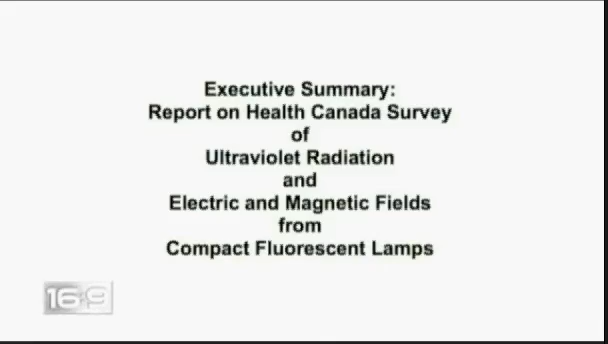 Executive Summary:
Report on Health Canada Survey
of
Ultraviolet Radiation
and
Electric and Magnetic Fields
from
Compact Fluorescent Lamps
16:9